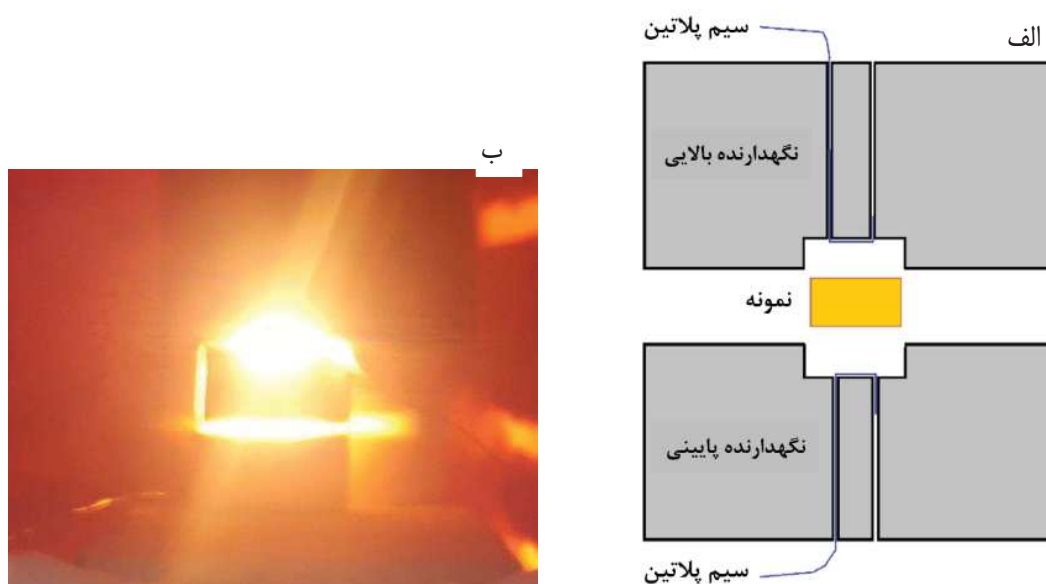 الف
سیم پلاتین
نگهدارنده بالایی
نمونه
نگهدارنده پایینی
سیم پلاتین
ب